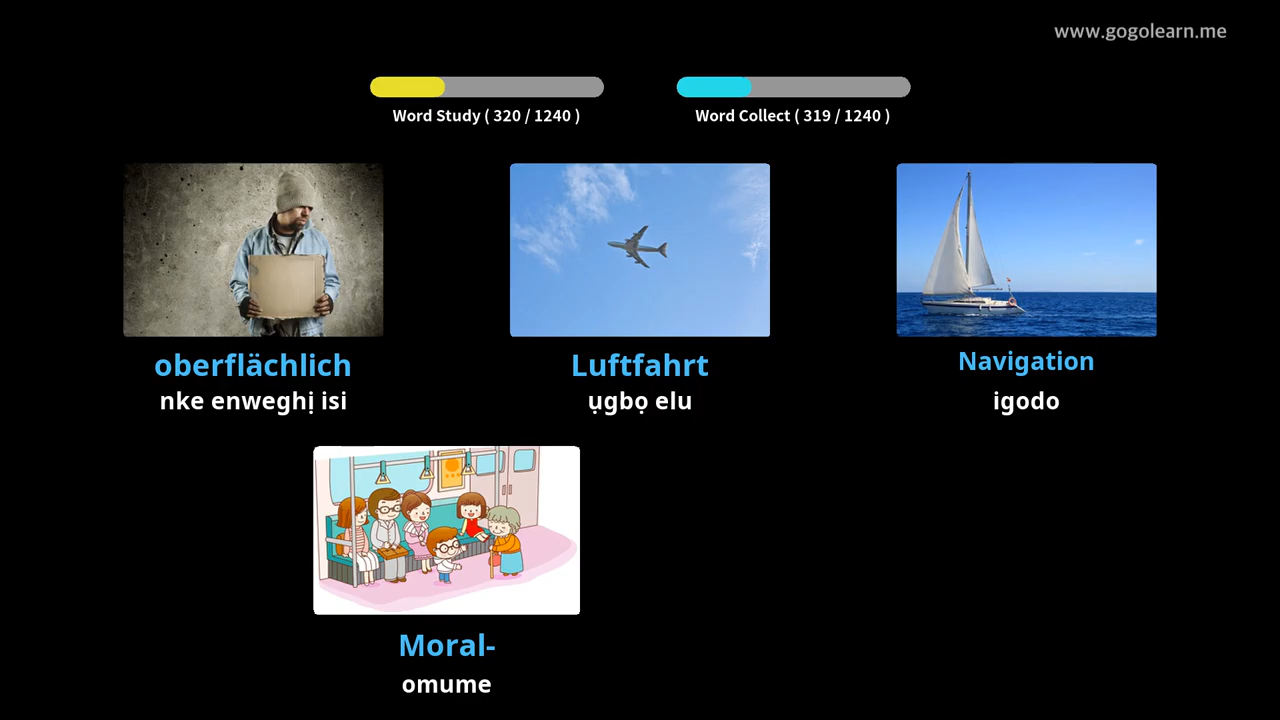 www.gogolearn.me
Word Study ( 320 / 1240 )
Word Collect ( 319 / 1240 )
oberflächlich
nke enweghị isi
Luftfahrt
ụgbọ elu
Navigation
igodo
Moral-
omume